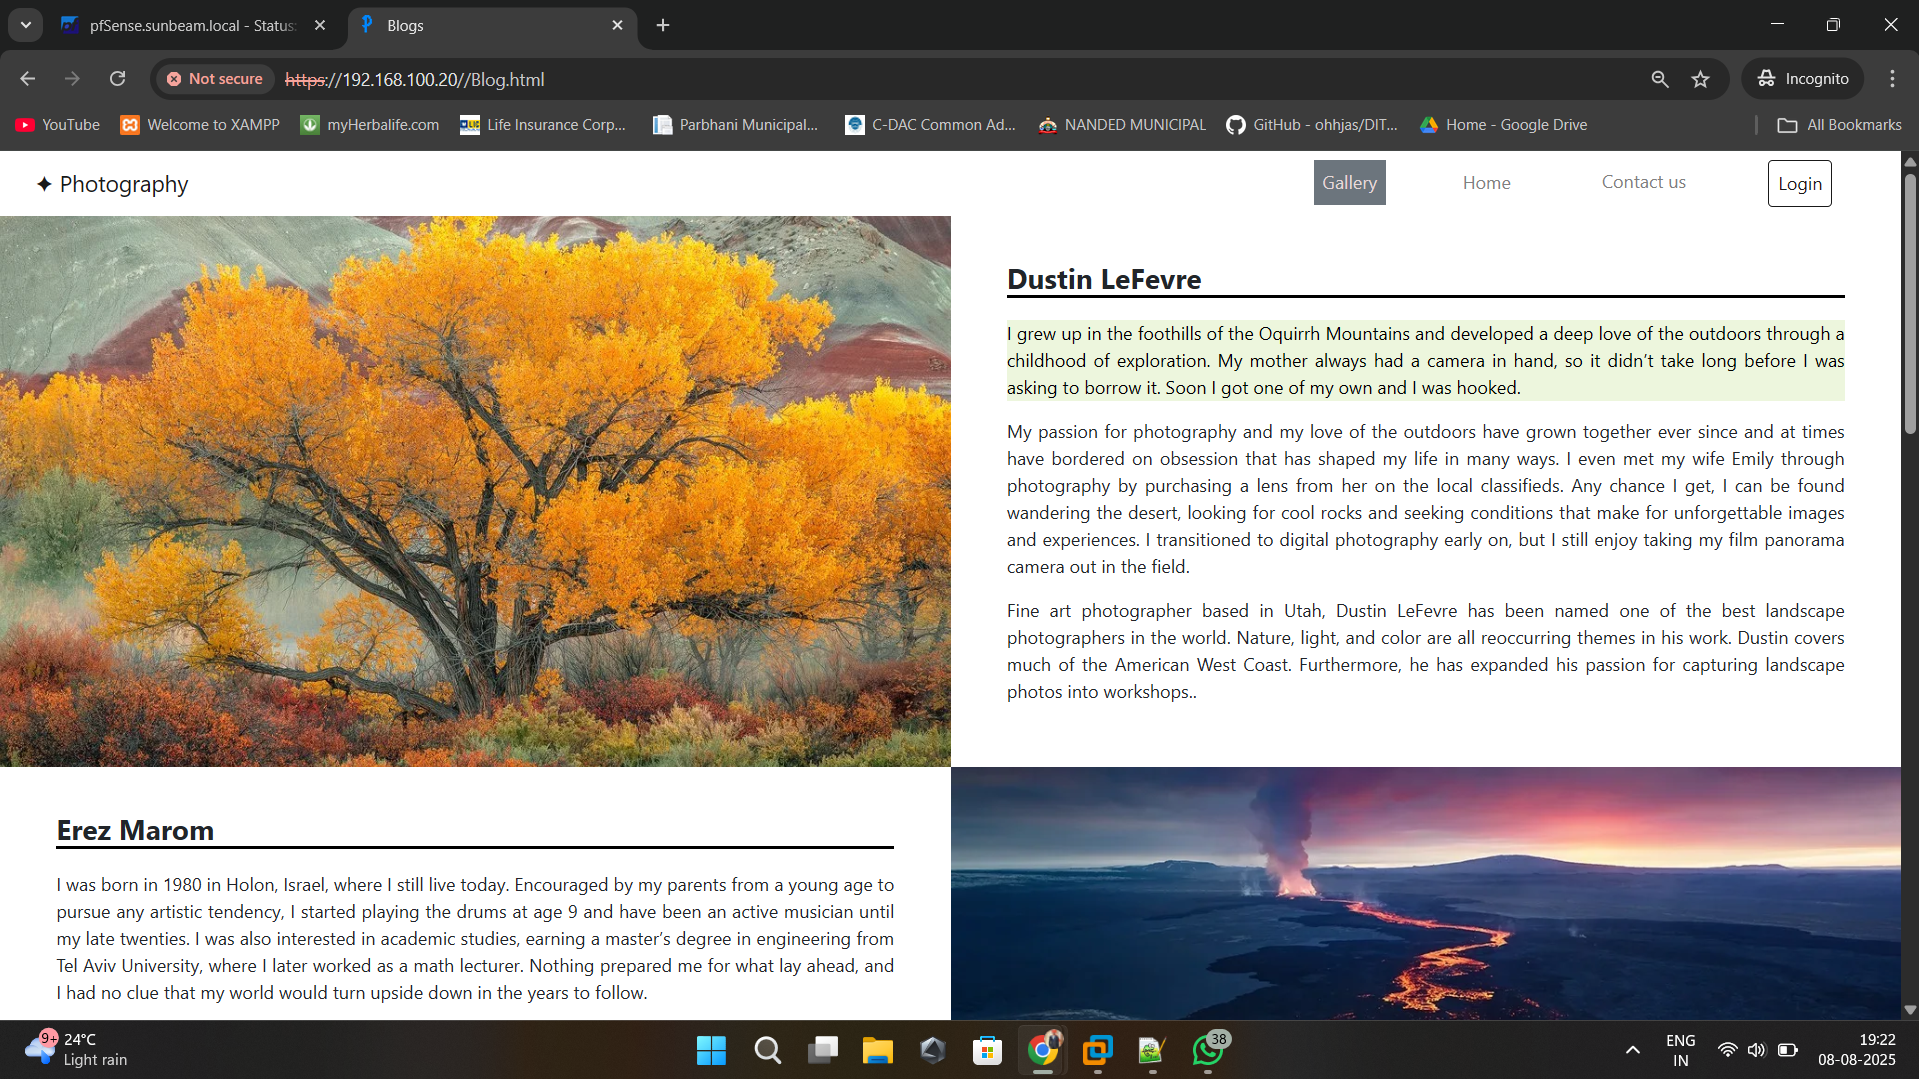 pfSense.sunbeam.local - Status:
Blogs
Not secure
https://192.168.100.20//Blog.html
Incognito
YouTube
Welcome to XAMPP
myHerbalife.com
Life Insurance Corp...
Parbhani Municipal...
C-DAC Common Ad...
NANDED MUNICIPAL
GitHub - ohhjas/DIT...
Home - Google Drive
All Bookmarks
✦ Photography
Gallery
Home
Contact us
Login
Dustin LeFevre
I grew up in the foothills of the Oquirrh Mountains and developed a deep love of the outdoors through a
childhood of exploration. My mother always had a camera in hand, so it didn’t take long before I was
asking to borrow it. Soon I got one of my own and I was hooked.
My passion for photography and my love of the outdoors have grown together ever since and at times
have bordered on obsession that has shaped my life in many ways. I even met my wife Emily through
photography by purchasing a lens from her on the local classifieds. Any chance I get, I can be found
wandering the desert, looking for cool rocks and seeking conditions that make for unforgettable images
and experiences. I transitioned to digital photography early on, but I still enjoy taking my film panorama
camera out in the field.
Fine art photographer based in Utah, Dustin LeFevre has been named one of the best landscape
photographers in the world. Nature, light, and color are all reoccurring themes in his work. Dustin covers
much of the American West Coast. Furthermore, he has expanded his passion for capturing landscape
photos into workshops..
Erez Marom
I was born in 1980 in Holon, Israel, where I still live today. Encouraged by my parents from a young age to
pursue any artistic tendency, I started playing the drums at age 9 and have been an active musician until
my late twenties. I was also interested in academic studies, earning a master’s degree in engineering from
Tel Aviv University, where I later worked as a math lecturer. Nothing prepared me for what lay ahead, and
I had no clue that my world would turn upside down in the years to follow.
9+
24°C
Light rain
38
ENG
IN
19:22
08-08-2025